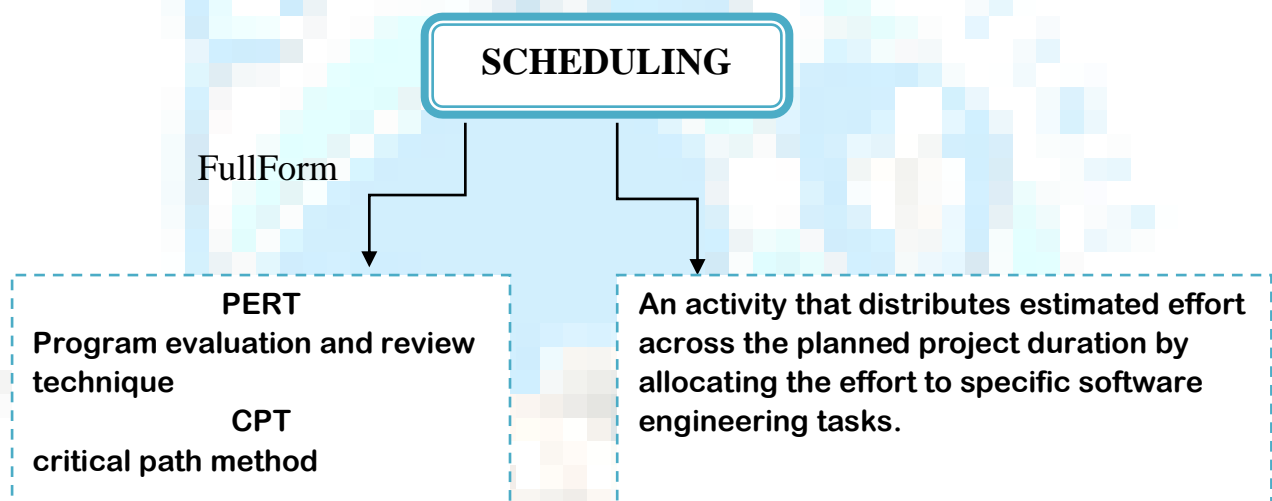 SCHEDULING
FullForm
PERT
Program evaluation and review
technique
CPT
critical path method
An activity that distributes estimated effort
across the planned project duration by
allocating the effort to specific software
engineering tasks.